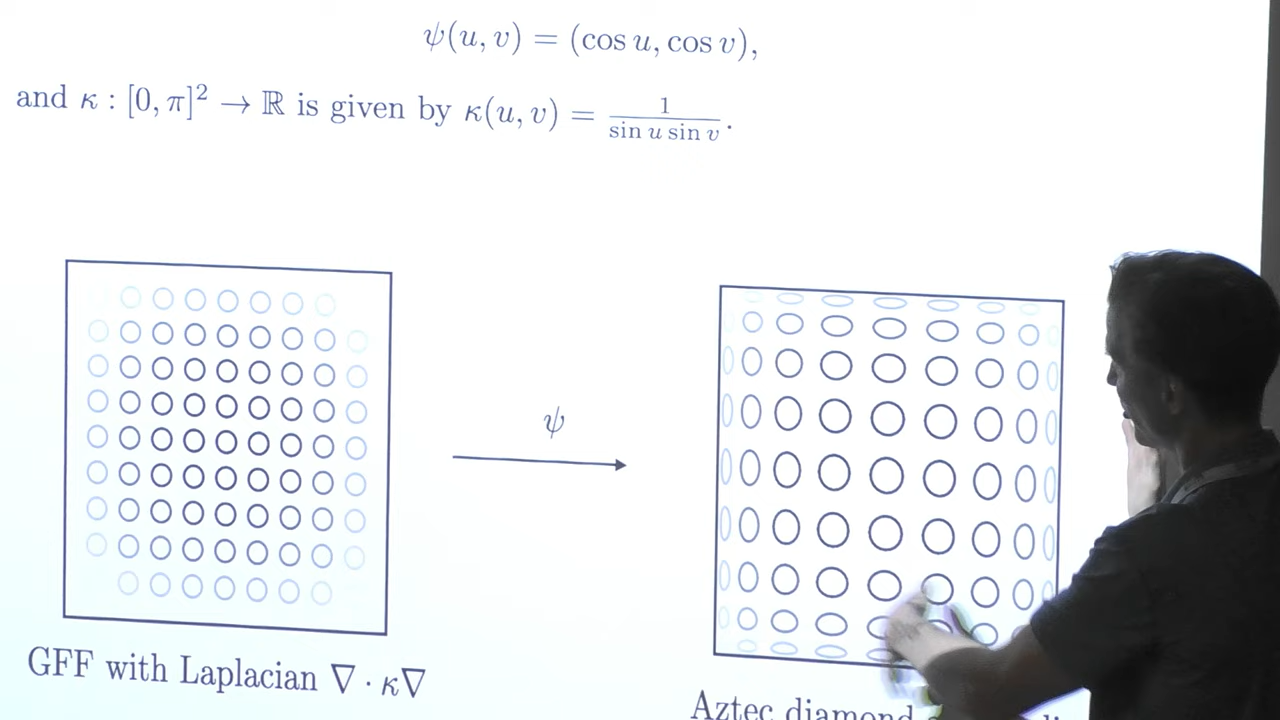 ψ(u, v) = (cos u, cos v),
and κ : [0, π]² → ℝ is given by κ(u, v) = 1/(sin u sin v).
ψ
GFF with Laplacian ∇ · κ∇
Aztec diamond